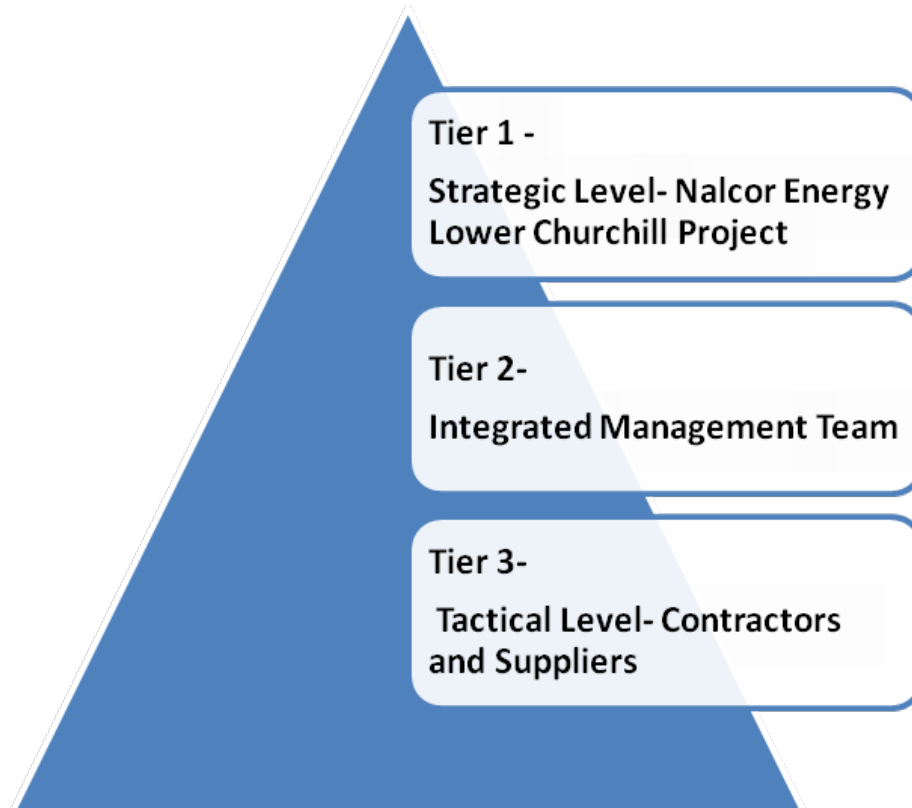 Tier 1 -
Strategic Level- Nalcor Energy
Lower Churchill Project
Tier 2-
Integrated Management Team
Tier 3-
Tactical Level- Contractors
and Suppliers